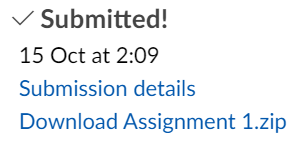 Submitted!
15 Oct at 2:09
Submission details
Download Assignment 1.zip